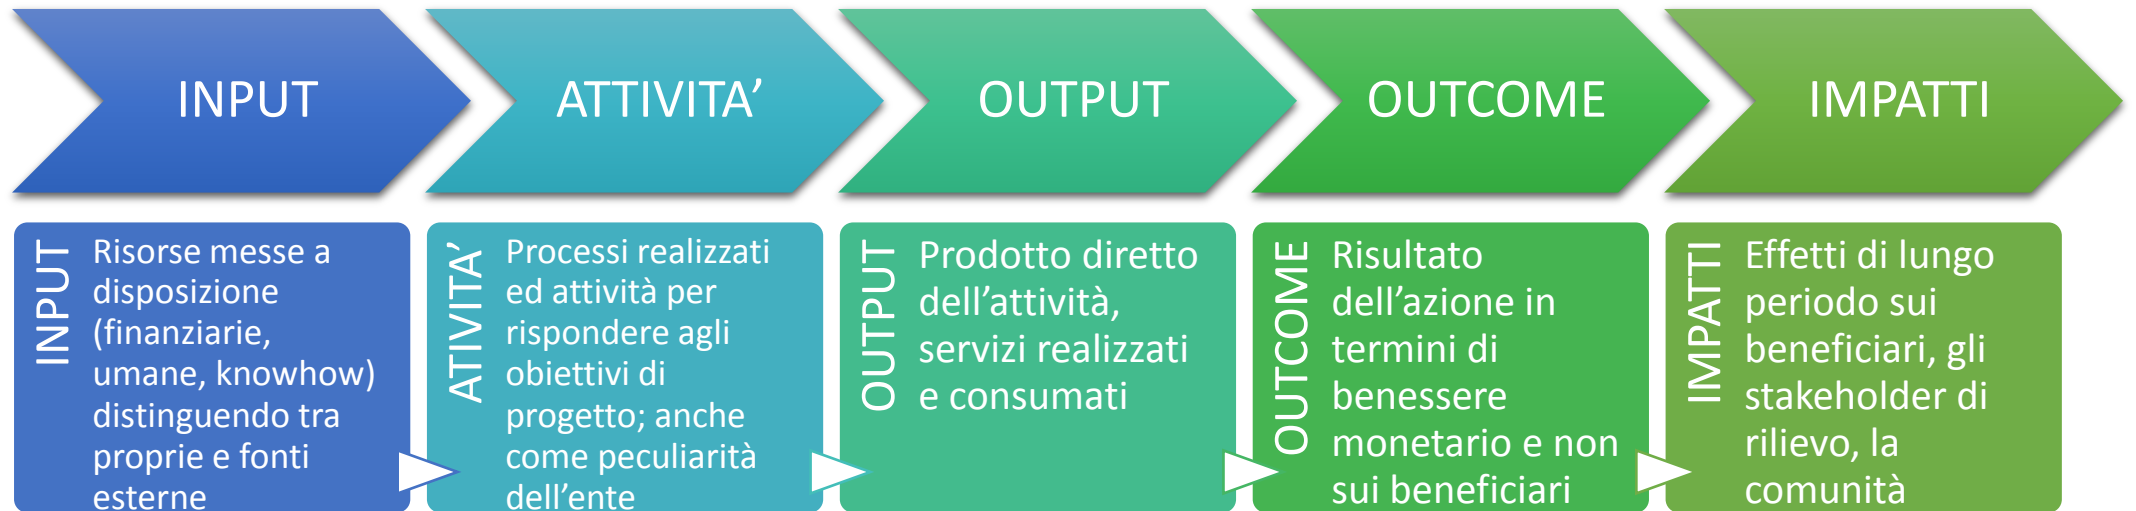 INPUT
ATTIVITA’
OUTPUT
OUTCOME
IMPATTI
INPUT
Risorse messe a
disposizione
(finanziarie,
umane, knowhow)
distinguendo tra
proprie e fonti
esterne
ATIVITA’
Processi realizzati
ed attività per
rispondere agli
obiettivi di
progetto; anche
come peculiarità
dell’ente
OUTPUT
Prodotto diretto
dell’attività,
servizi realizzati
e consumati
OUTCOME
Risultato
dell’azione in
termini di
benessere
monetario e non
sui beneficiari
IMPATTI
Effetti di lungo
periodo sui
beneficiari, gli
stakeholder di
rilievo, la
comunità